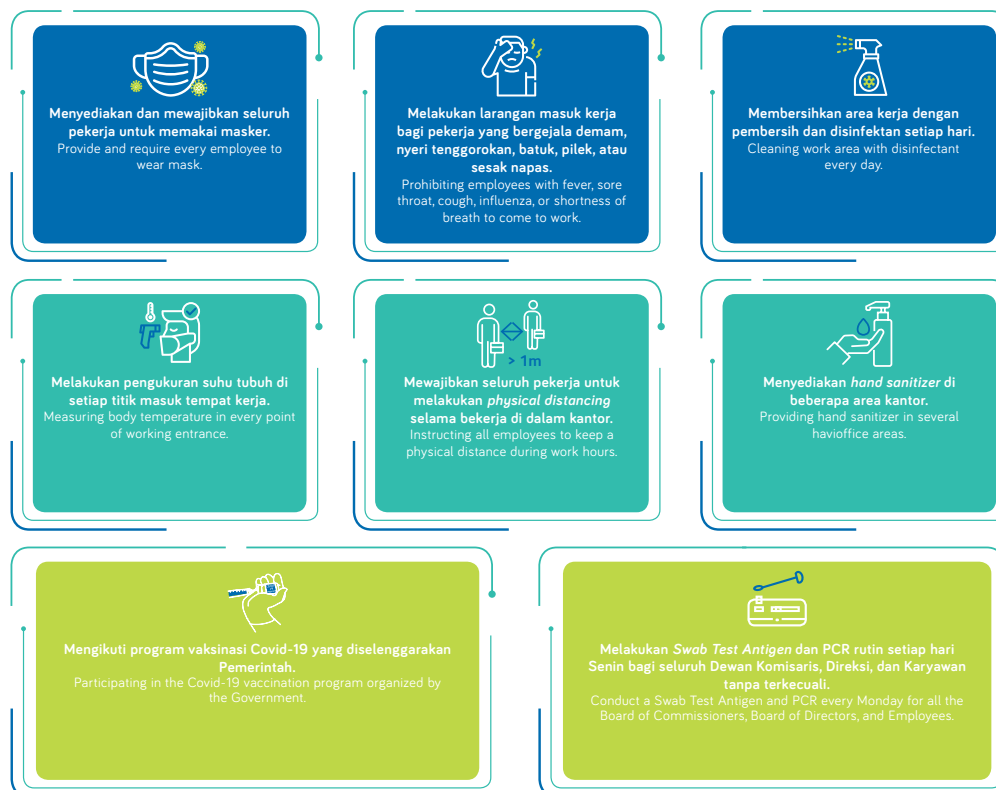 Menyediakan dan mewajibkan seluruh
pekerja untuk memakai masker.
Provide and require every employee to
wear mask.
Melakukan larangan masuk kerja
bagi pekerja yang bergejala demam,
nyeri tenggorokan, batuk, pilek, atau
sesak napas.
Prohibiting employees with fever, sore
throat, cough, influenza, or shortness of
breath to come to work.
Membersihkan area kerja dengan
pembersih dan disinfektan setiap hari.
Cleaning work area with disinfectant
every day.
Melakukan pengukuran suhu tubuh di
setiap titik masuk tempat kerja.
Measuring body temperature in every point
of working entrance.
> 1m
Mewajibkan seluruh pekerja untuk
melakukan physical distancing
selama bekerja di dalam kantor.
Instructing all employees to keep a
physical distance during work hours.
Menyediakan hand sanitizer di
beberapa area kantor.
Providing hand sanitizer in several
havioffice areas.
Mengikuti program vaksinasi Covid-19 yang diselenggarakan
Pemerintah.
Participating in the Covid-19 vaccination program organized by
the Government.
Melakukan Swab Test Antigen dan PCR rutin setiap hari
Senin bagi seluruh Dewan Komisaris, Direksi, dan Karyawan
tanpa terkecuali.
Conduct a Swab Test Antigen and PCR every Monday for all the
Board of Commissioners, Board of Directors, and Employees.